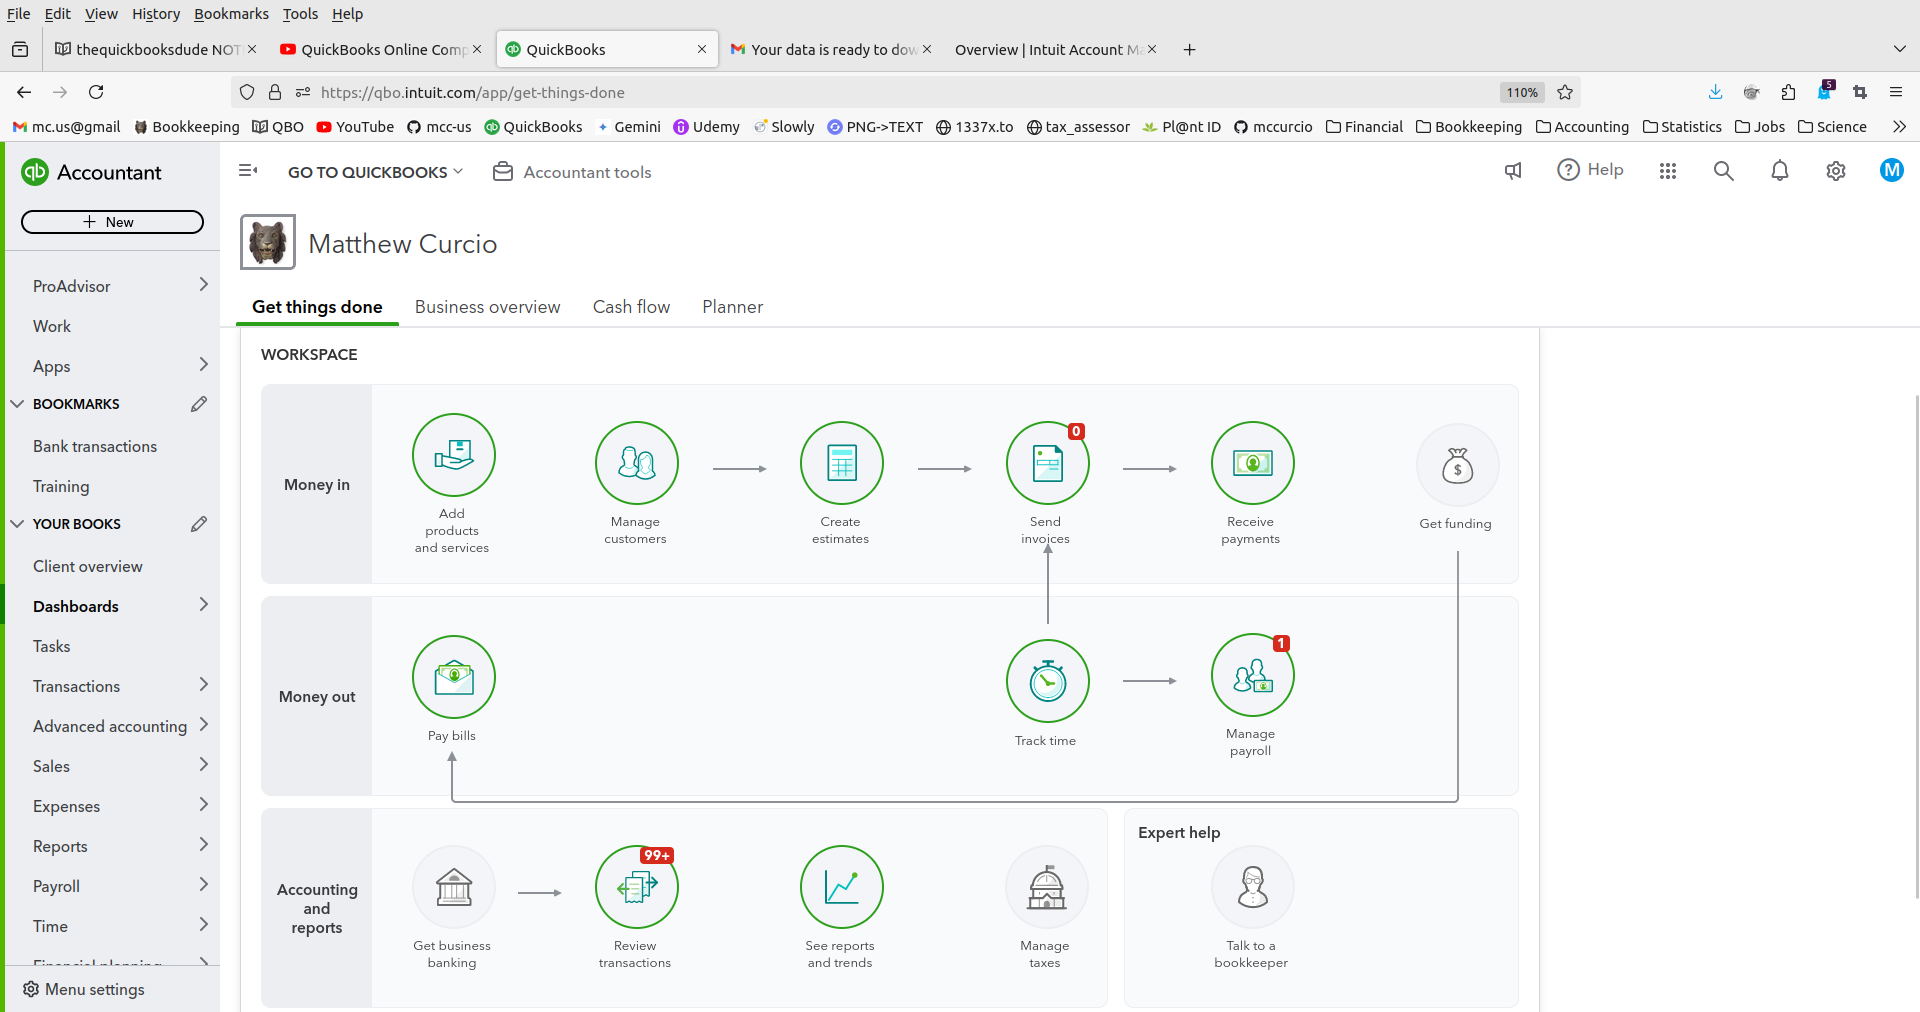 File Edit View History Bookmarks Tools Help
thequickbooksdude NOT
QuickBooks Online Comp
QuickBooks
Your data is ready to dow
Overview | Intuit Account Ma
https://qbo.intuit.com/app/get-things-done
110%
5
mc.us@gmail Bookkeeping QBO YouTube mcc-us QuickBooks Gemini Udemy Slowly PNG->TEXT 1337x.to tax_assessor Pl@nt ID mccurcio Financial Bookkeeping Accounting Statistics Jobs Science
qb Accountant
GO TO QUICKBOOKS
Accountant tools
Help
M
+ New
Matthew Curcio
Get things done Business overview Cash flow Planner
ProAdvisor
Work
Apps
BOOKMARKS
Bank transactions
Training
YOUR BOOKS
Client overview
Dashboards
Tasks
Transactions
Advanced accounting
Sales
Expenses
Reports
Payroll
Time
Financial planning
Menu settings
WORKSPACE
Money in
Add
products
and services
Manage
customers
Create
estimates
0
Send
invoices
Receive
payments
$
Get funding
Money out
Pay bills
Track time
1
Manage
payroll
Accounting
and
reports
Get business
banking
99+
Review
transactions
See reports
and trends
Manage
taxes
Expert help
Talk to a
bookkeeper